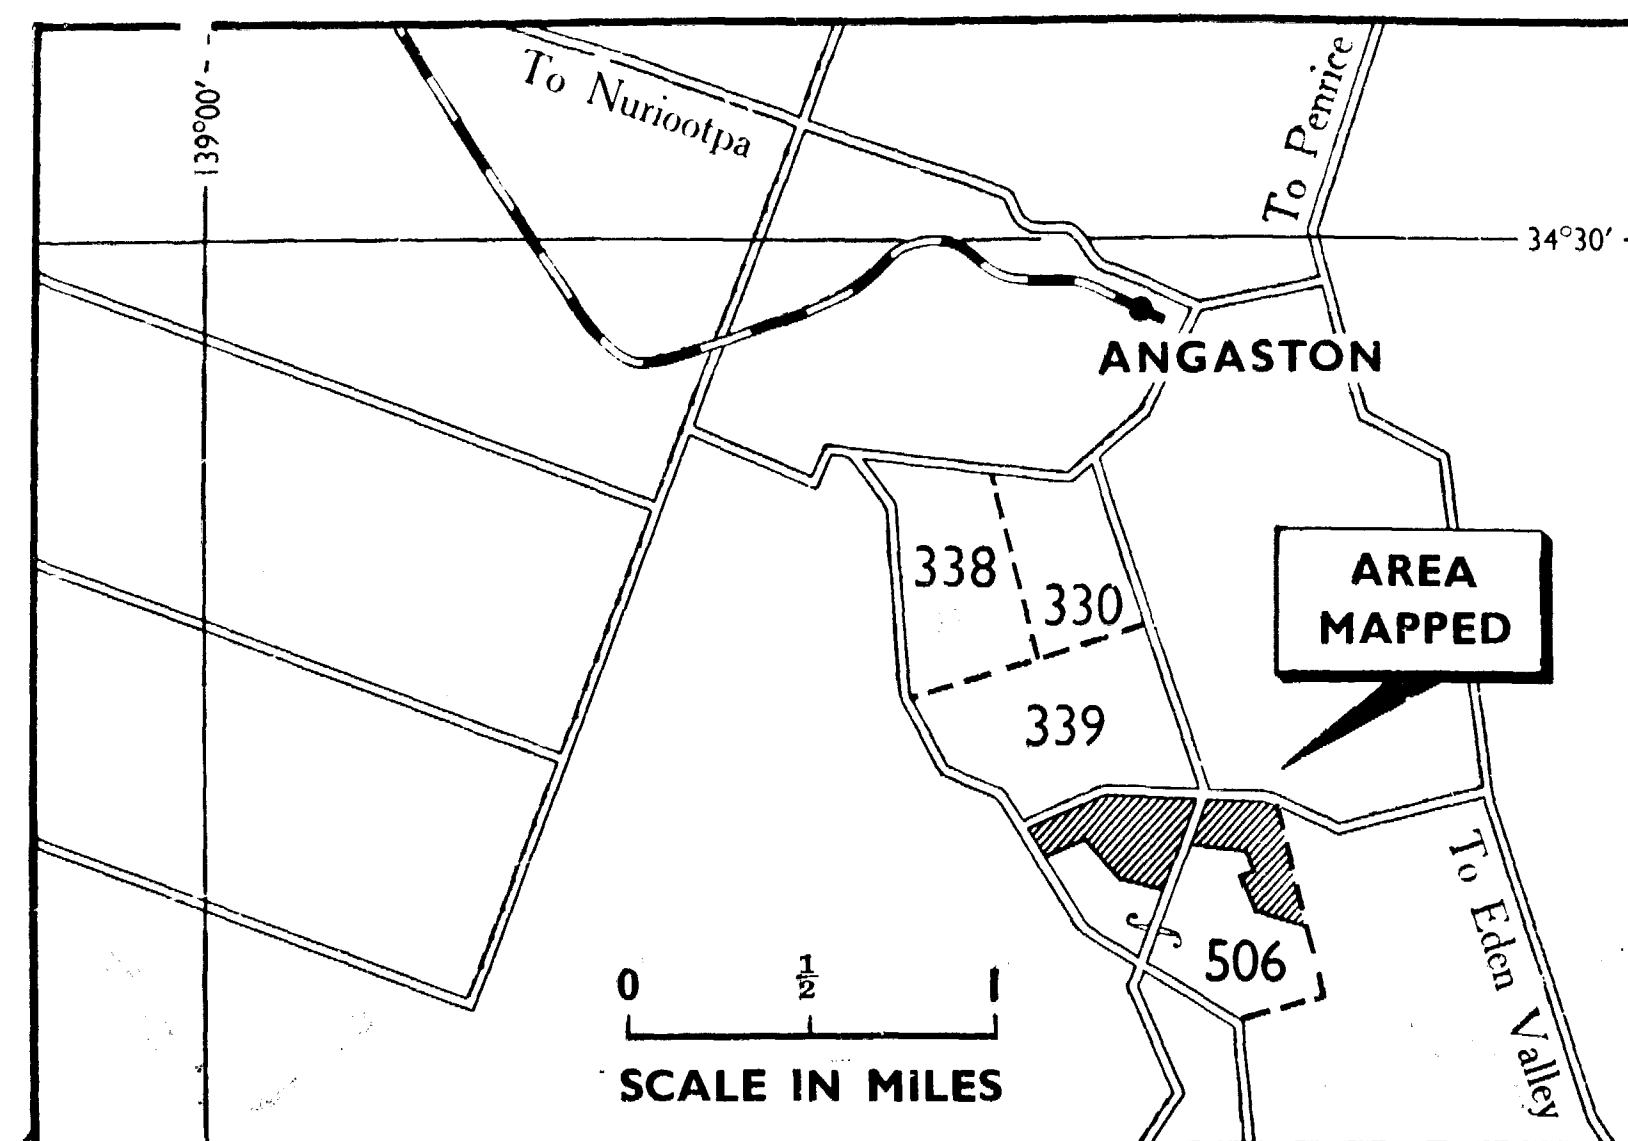 To Nuriootpa
To Penrice
139°00'
34°30'
ANGASTON
338
330
AREA
MAPPED
339
506
To Eden Valley
0 ½ 1
SCALE IN MiLES